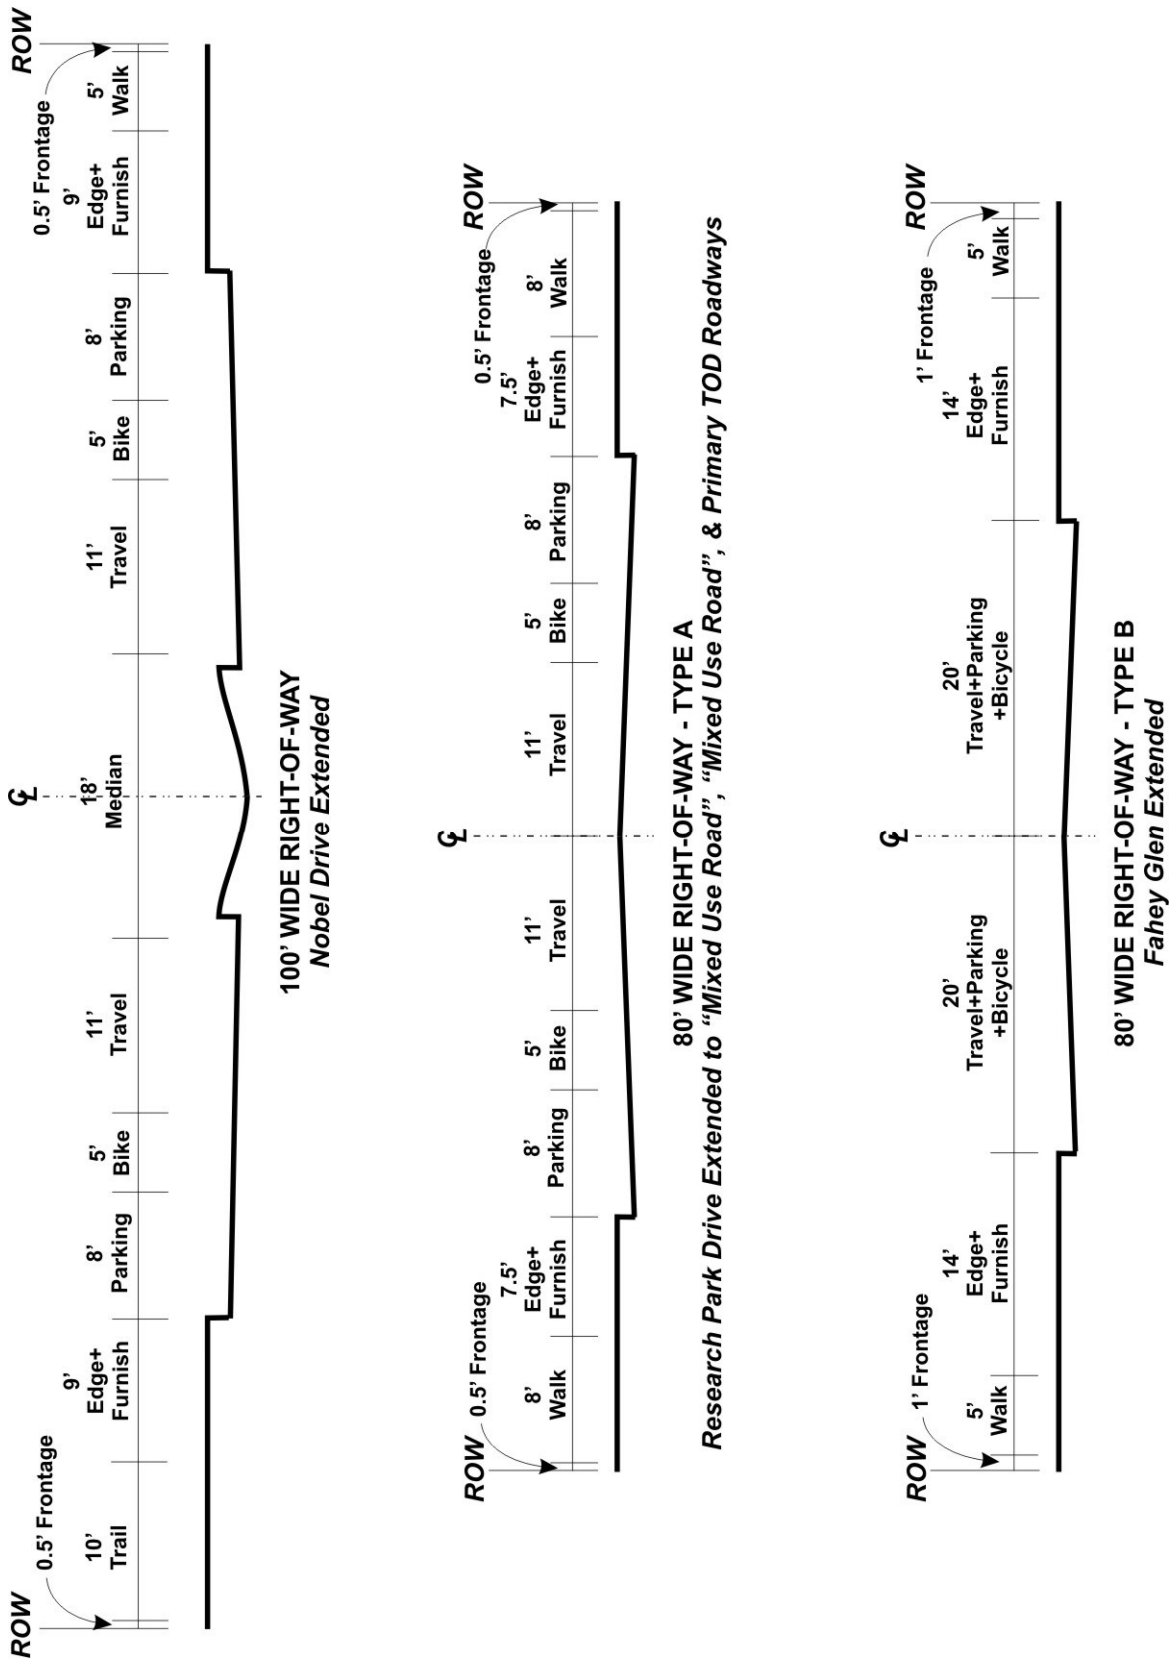 ROW
0.5' Frontage
10'
Trail
9'
Edge+
Furnish
8'
Parking
5'
Bike
11'
Travel
℄
18'
Median
11'
Travel
5'
Bike
8'
Parking
9'
Edge+
Furnish
5'
Walk
0.5' Frontage
ROW
100' WIDE RIGHT-OF-WAY
Nobel Drive Extended
ROW
0.5' Frontage
8'
Walk
7.5'
Edge+
Furnish
8'
Parking
5'
Bike
11'
Travel
℄
11'
Travel
5'
Bike
8'
Parking
7.5'
Edge+
Furnish
8'
Walk
0.5' Frontage
ROW
80' WIDE RIGHT-OF-WAY - TYPE A
Research Park Drive Extended to “Mixed Use Road”, “Mixed Use Road”, & Primary TOD Roadways
ROW
1' Frontage
5'
Walk
14'
Edge+
Furnish
20'
Travel+Parking
+Bicycle
℄
20'
Travel+Parking
+Bicycle
14'
Edge+
Furnish
5'
Walk
1' Frontage
ROW
80' WIDE RIGHT-OF-WAY - TYPE B
Fahey Glen Extended